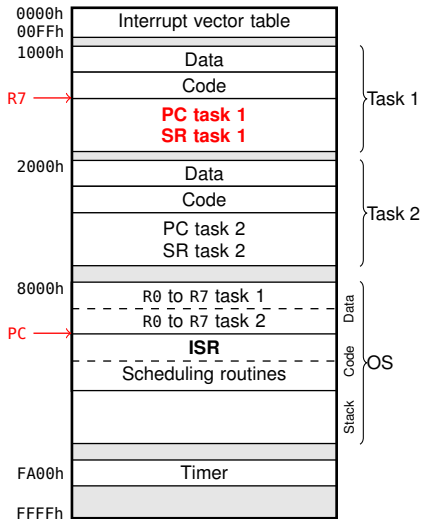 0000h
Interrupt vector table
00FFh
1000h
Data
Code
R7
Task 1
PC task 1
SR task 1
2000h
Data
Code
Task 2
PC task 2
SR task 2
8000h
R0 to R7 task 1
Data
R0 to R7 task 2
PC
ISR
Code
OS
Scheduling routines
Stack
FA00h
Timer
FFFFh